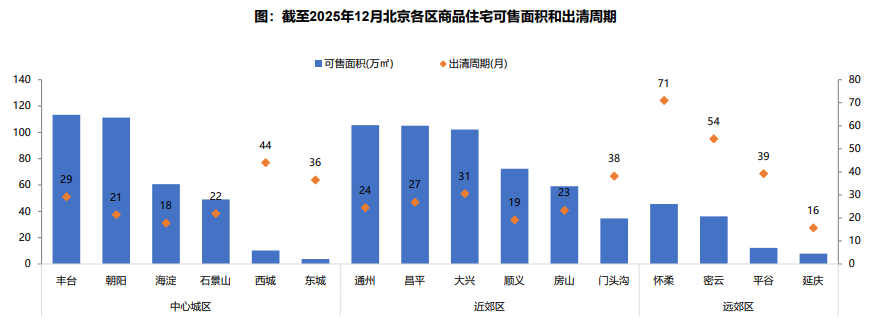 图：截至2025年12月北京各区商品住宅可售面积和出清周期
可售面积(万㎡) 出清周期(月)
140 80
120 70
100 60
80 50
60 40
40 30
20 20
0 10
0
29 21 18 22 44 36 24 27 31 19 23 38 71 54 39 16
丰台 朝阳 海淀 石景山 西城 东城 通州 昌平 大兴 顺义 房山 门头沟 怀柔 密云 平谷 延庆
中心城区 近郊区 远郊区